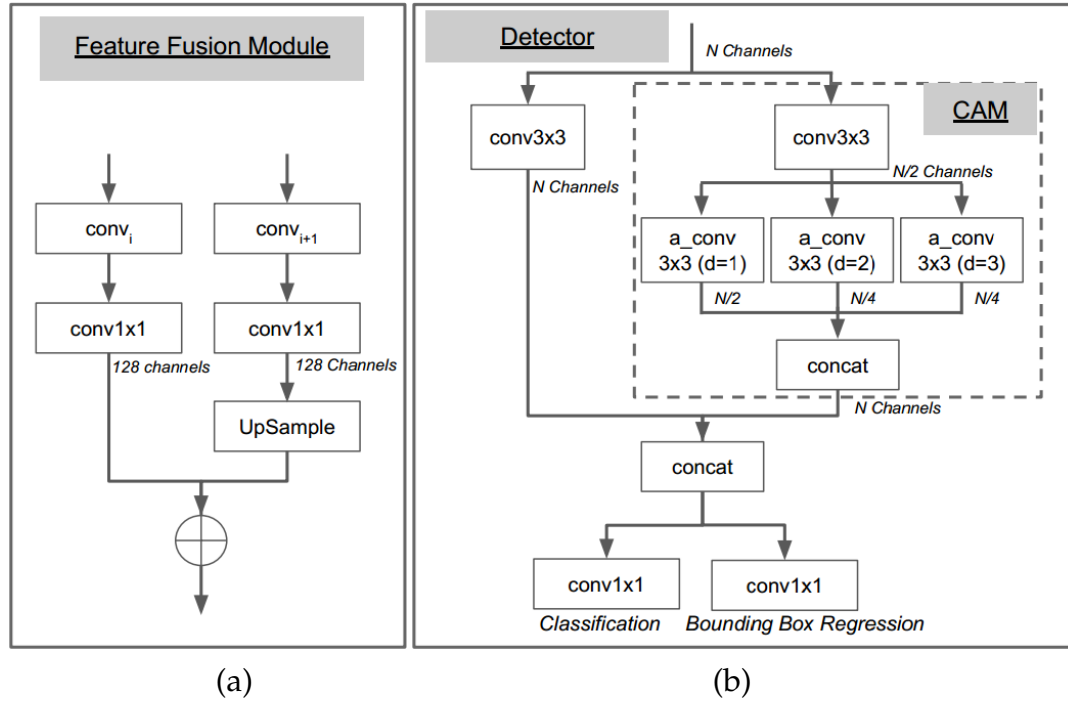 Feature Fusion Module
conv_i
conv_{i+1}
conv1x1
conv1x1
128 channels
128 Channels
UpSample
(a)
Detector
N Channels
CAM
conv3x3
conv3x3
N Channels
N/2 Channels
a_conv
3x3 (d=1)
a_conv
3x3 (d=2)
a_conv
3x3 (d=3)
N/2
N/4
N/4
concat
N Channels
concat
conv1x1
conv1x1
Classification
Bounding Box Regression
(b)